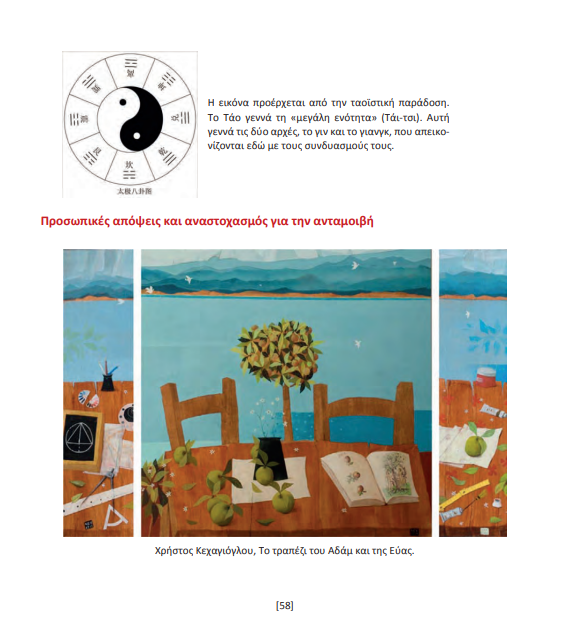 太极八卦图
Η εικόνα προέρχεται από την ταοϊστική παράδοση.
Το Τάο γεννά τη «μεγάλη ενότητα» (Τάι-τσι). Αυτή
γεννά τις δύο αρχές, το γιν και το γιανγκ, που απεικο-
νίζονται εδώ με τους συνδυασμούς τους.
Προσωπικές απόψεις και αναστοχασμός για την ανταμοιβή
Χρήστος Κεχαγιόγλου, Το τραπέζι του Αδάμ και της Εύας.
[58]